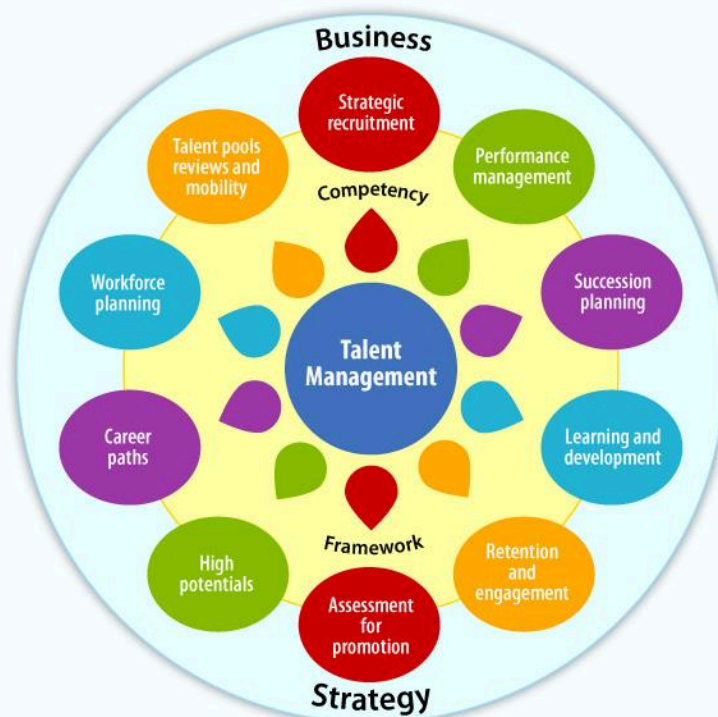 Business
Strategic
recruitment
Performance
management
Succession
planning
Learning and
development
Retention
and
engagement
Assessment
for
promotion
High
potentials
Career
paths
Workforce
planning
Talent pools
reviews and
mobility
Competency
Talent
Management
Framework
Strategy